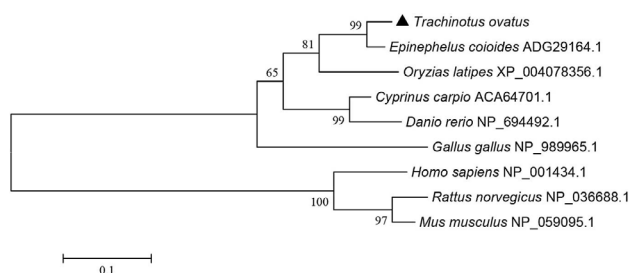 99 ▲ Trachinotus ovatus
81 Epinephelus coioides ADG29164.1
65 Oryzias latipes XP_004078356.1
Cyprinus carpio ACA64701.1
99 Danio rerio NP_694492.1
Gallus gallus NP_989965.1
Homo sapiens NP_001434.1
100 Rattus norvegicus NP_036688.1
97 Mus musculus NP_059095.1
0.1